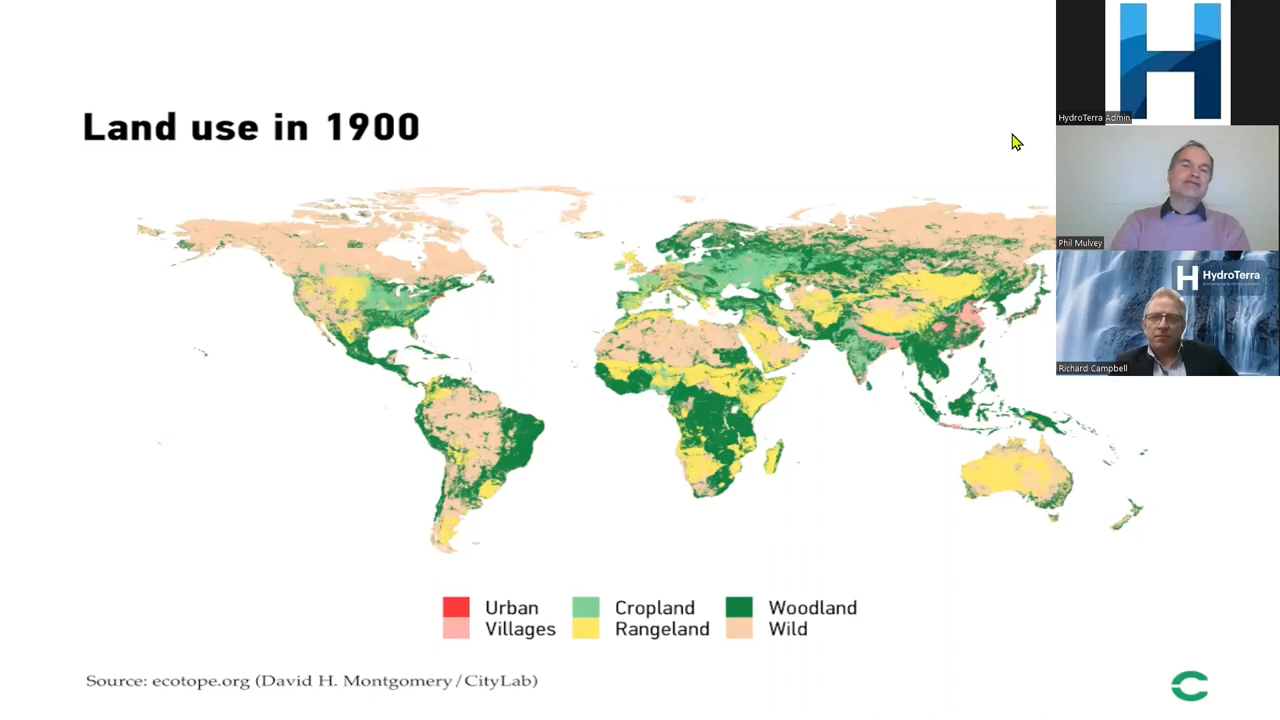 Land use in 1900
Urban
Villages
Cropland
Rangeland
Woodland
Wild
Source: ecotope.org (David H. Montgomery/CityLab)
H
HydroTerra Admin
Phil Mulvey
H HydroTerra
Richard Campbell